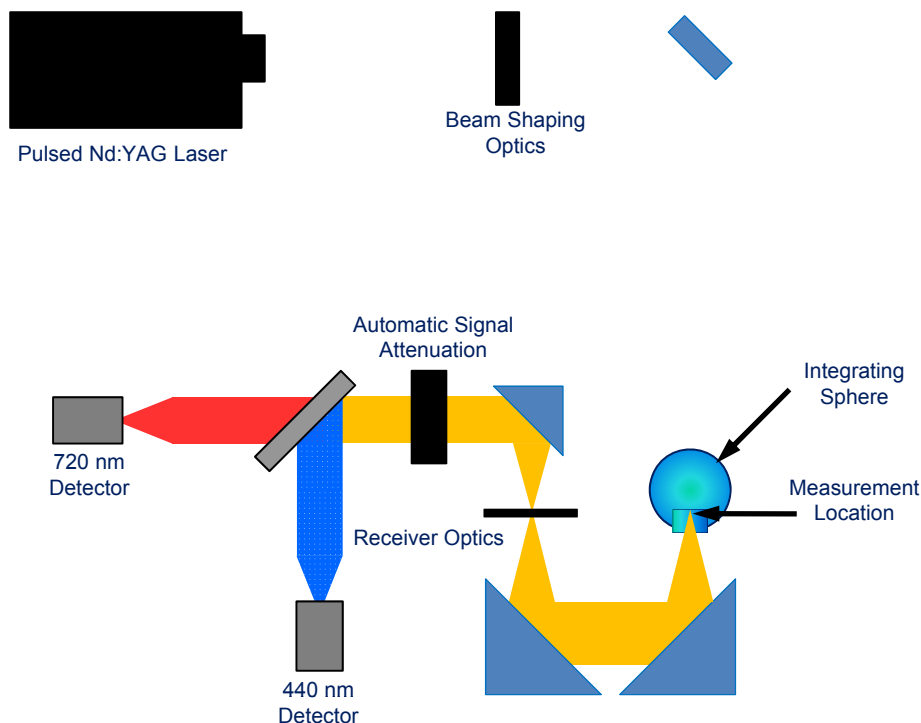 Pulsed Nd:YAG Laser
Beam Shaping
Optics
Automatic Signal
Attenuation
Integrating
Sphere
720 nm
Detector
Measurement
Location
Receiver Optics
440 nm
Detector